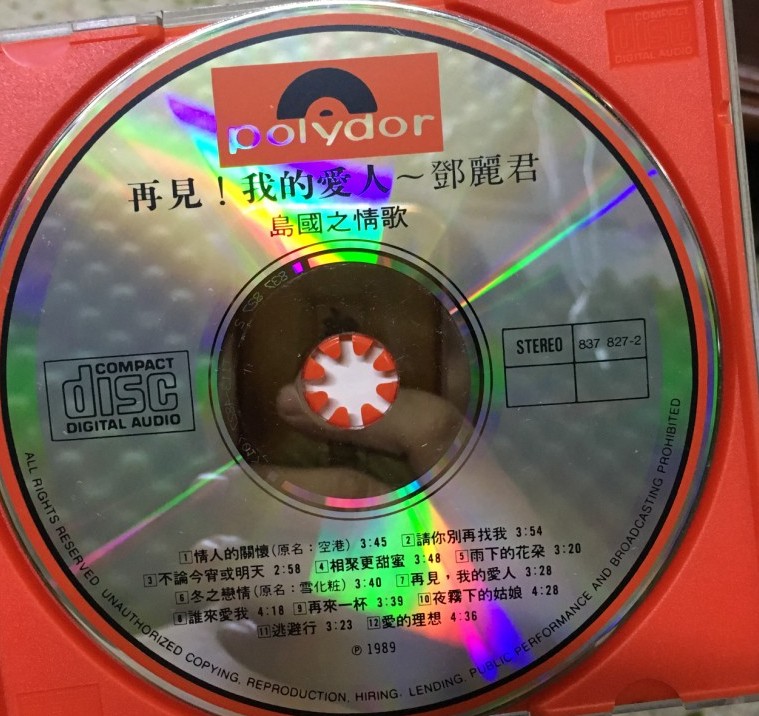 COMPACT
disc
DIGITAL AUDIO
polydor
再見！我的愛人～鄧麗君
島國之情歌
COMPACT
disc
DIGITAL AUDIO
STEREO 837 827-2
1 情人的關懷(原名：空港) 3:45 2 請你別再找我 3:54
3 不論今宵或明天 2:58 4 相聚更甜蜜 3:48 5 雨下的花朵 3:20
6 冬之戀情(原名：雪化粧) 3:40 7 再見，我的愛人 3:28
8 誰來愛我 4:18 9 再來一杯 3:39 10 夜霧下的姑娘 4:28
11 逃避行 3:23 12 愛的理想 4:36
℗ 1989
ALL RIGHTS RESERVED. UNAUTHORIZED COPYING, REPRODUCTION, HIRING, LENDING, PUBLIC PERFORMANCE AND BROADCASTING PROHIBITED